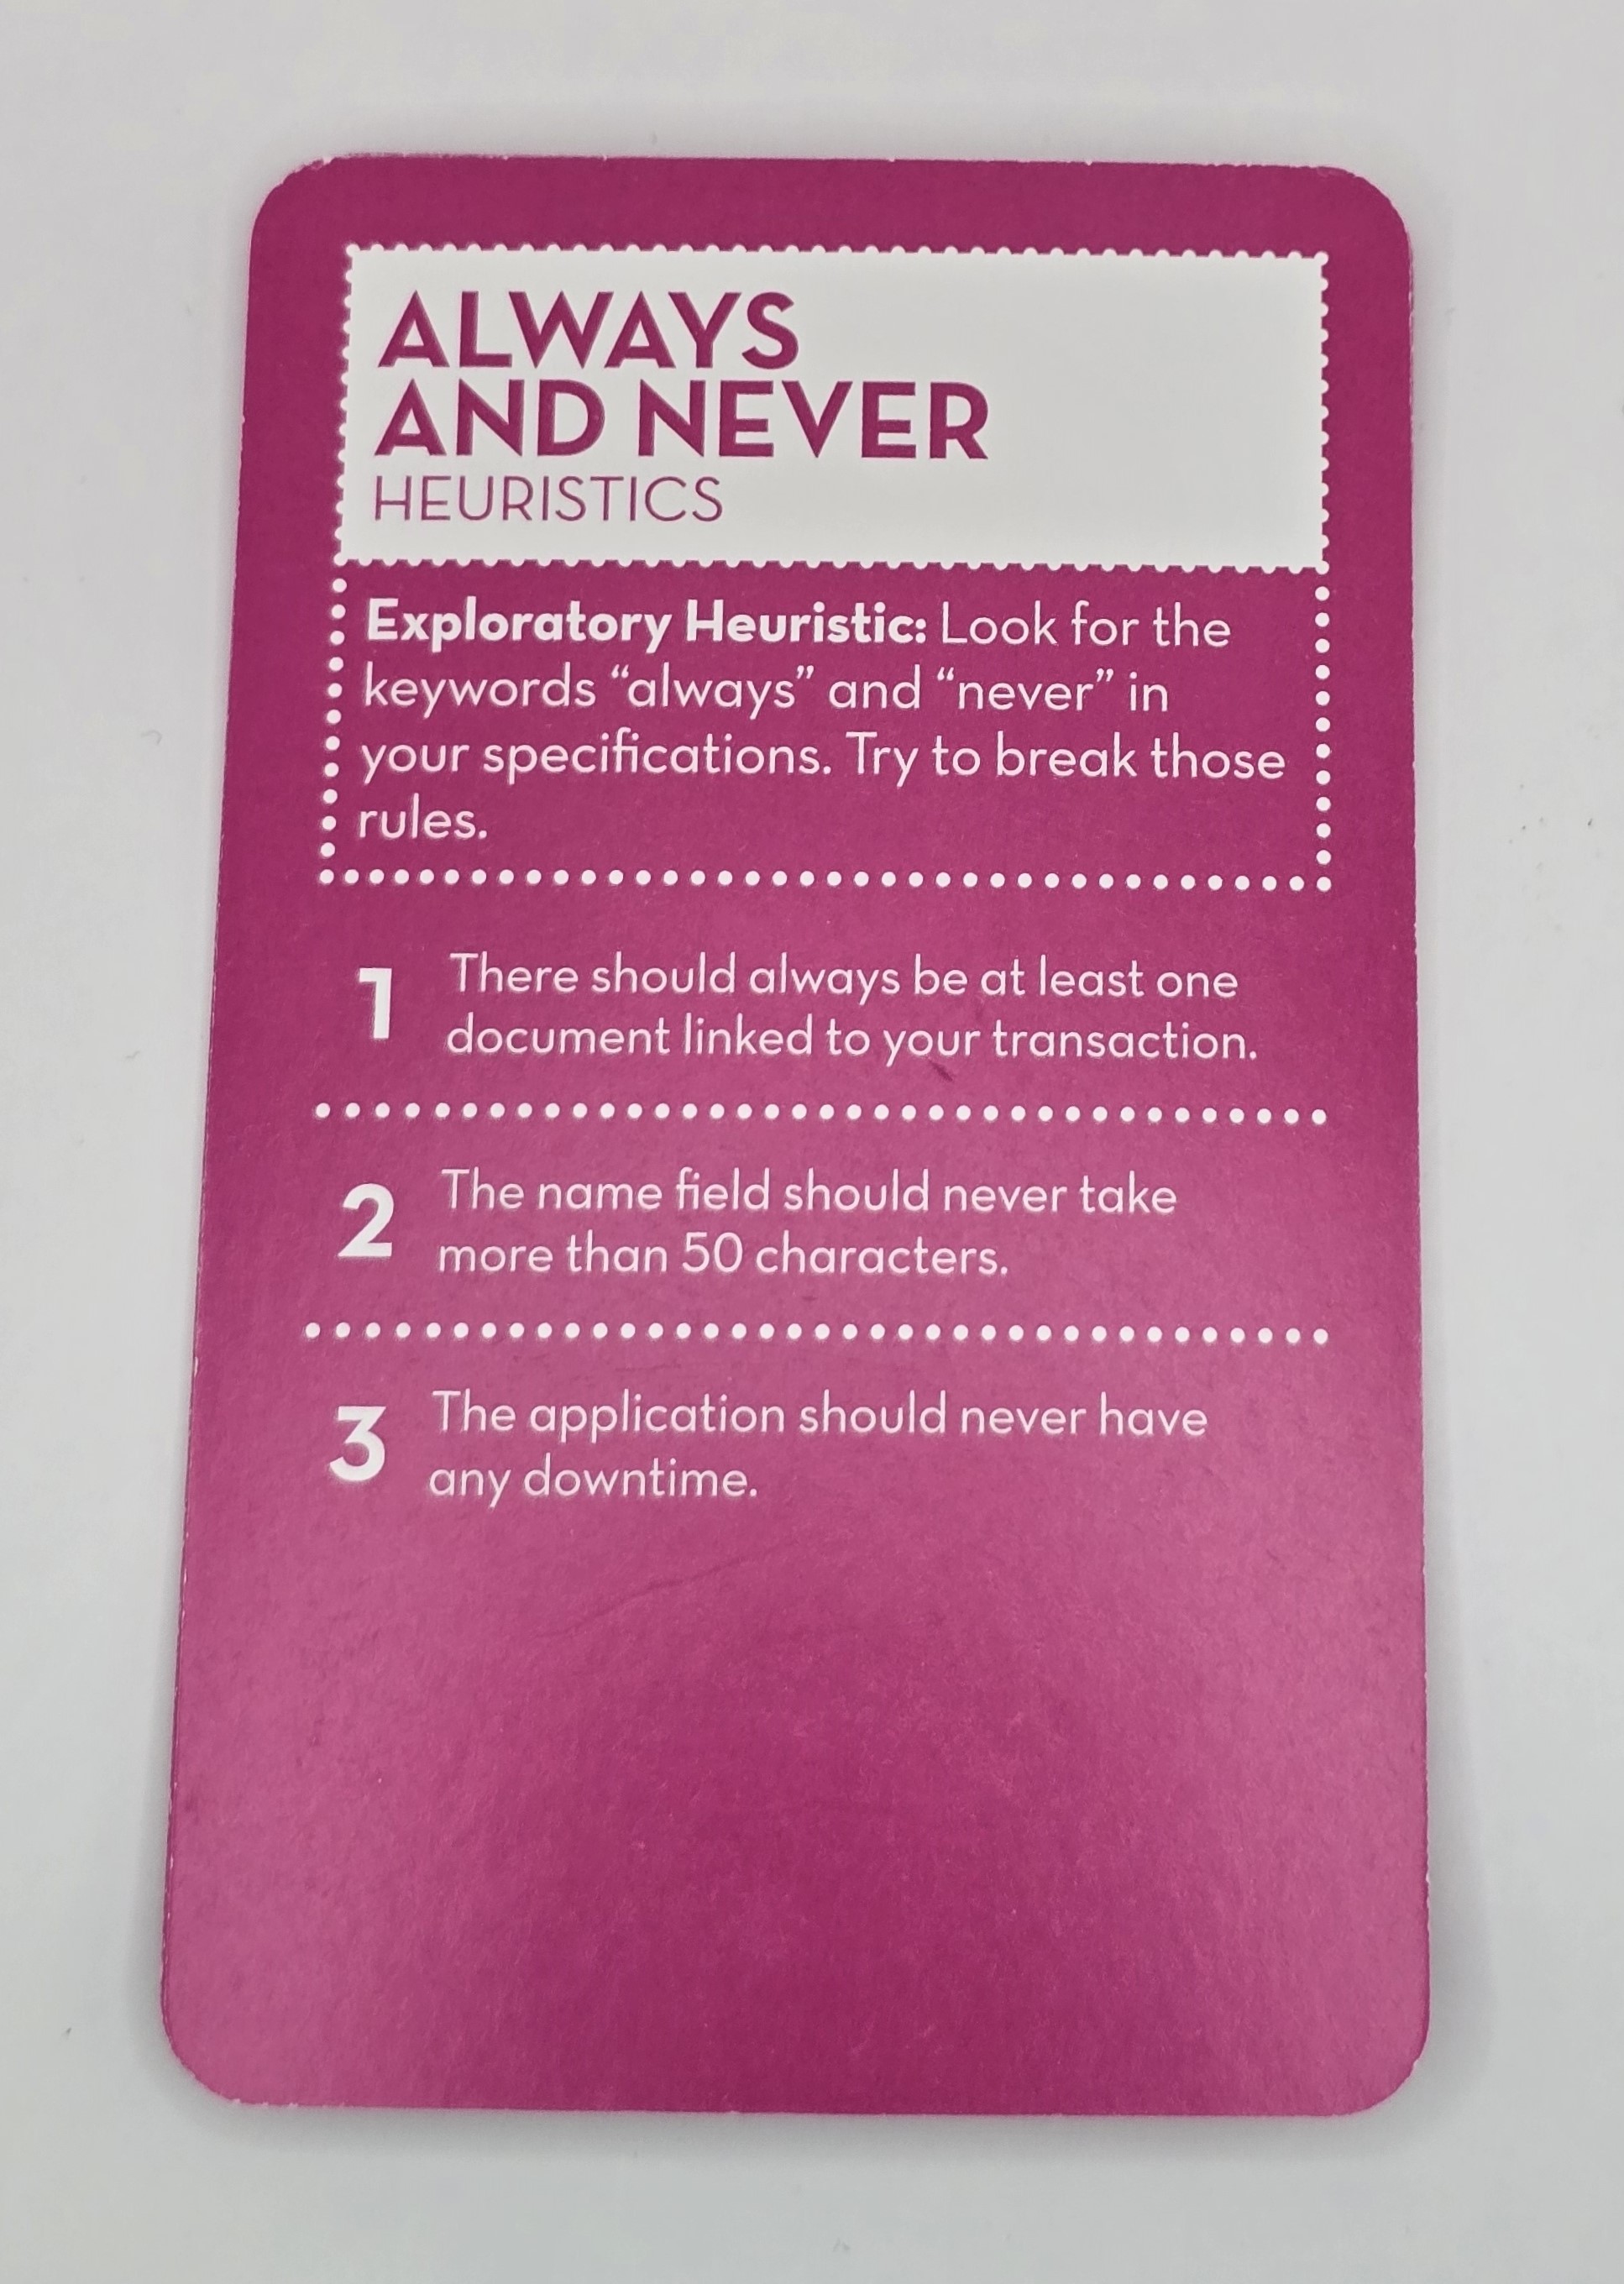 ALWAYS
AND NEVER
HEURISTICS
Exploratory Heuristic: Look for the
keywords “always” and “never” in
your specifications. Try to break those
rules.
1 There should always be at least one
document linked to your transaction.
2 The name field should never take
more than 50 characters.
3 The application should never have
any downtime.